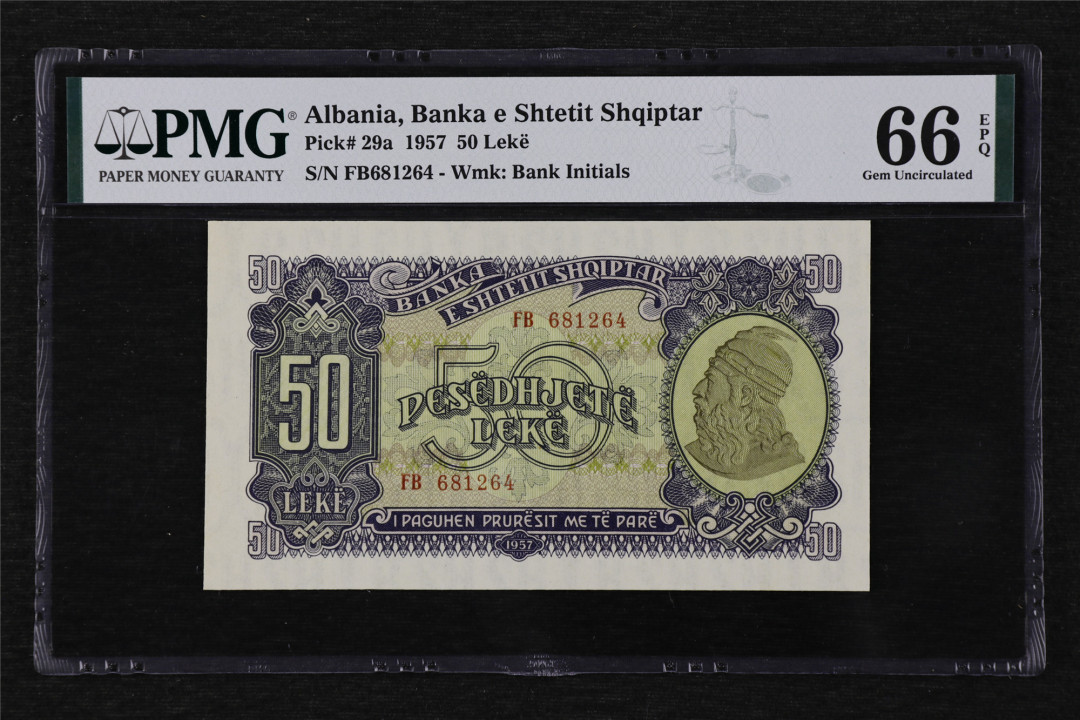 PMG®
PAPER MONEY GUARANTY
Albania, Banka e Shtetit Shqiptar
Pick# 29a 1957 50 Lekë
S/N FB681264 - Wmk: Bank Initials
66
EPQ
Gem Uncirculated
50
50
BANKA
E SHTETIT SHQIPTAR
FB 681264
50
50
PESËDHJETË
LEKË
FB 681264
LEKË
I PAGUHEN PRURËSIT ME TË PARË
50
1957
50